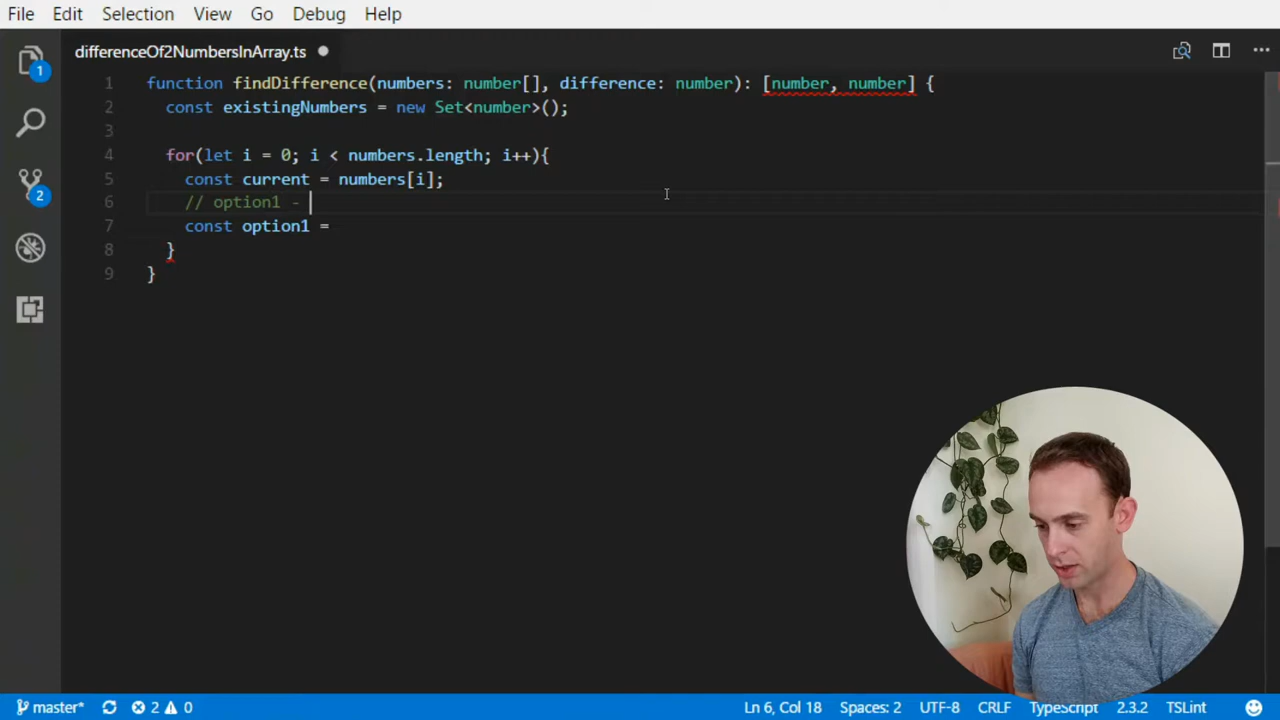 File Edit Selection View Go Debug Help
differenceOf2NumbersInArray.ts
1
1 function findDifference(numbers: number[], difference: number): [number, number] {
2 const existingNumbers = new Set<number>();
3
4 for(let i = 0; i < numbers.length; i++){
5 const current = numbers[i];
6 // option1 -
2
7 const option1 =
8 }
9 }
master* 2 0 Ln 6, Col 18 Spaces: 2 UTF-8 CRLF TypeScript 2.3.2 TSLint